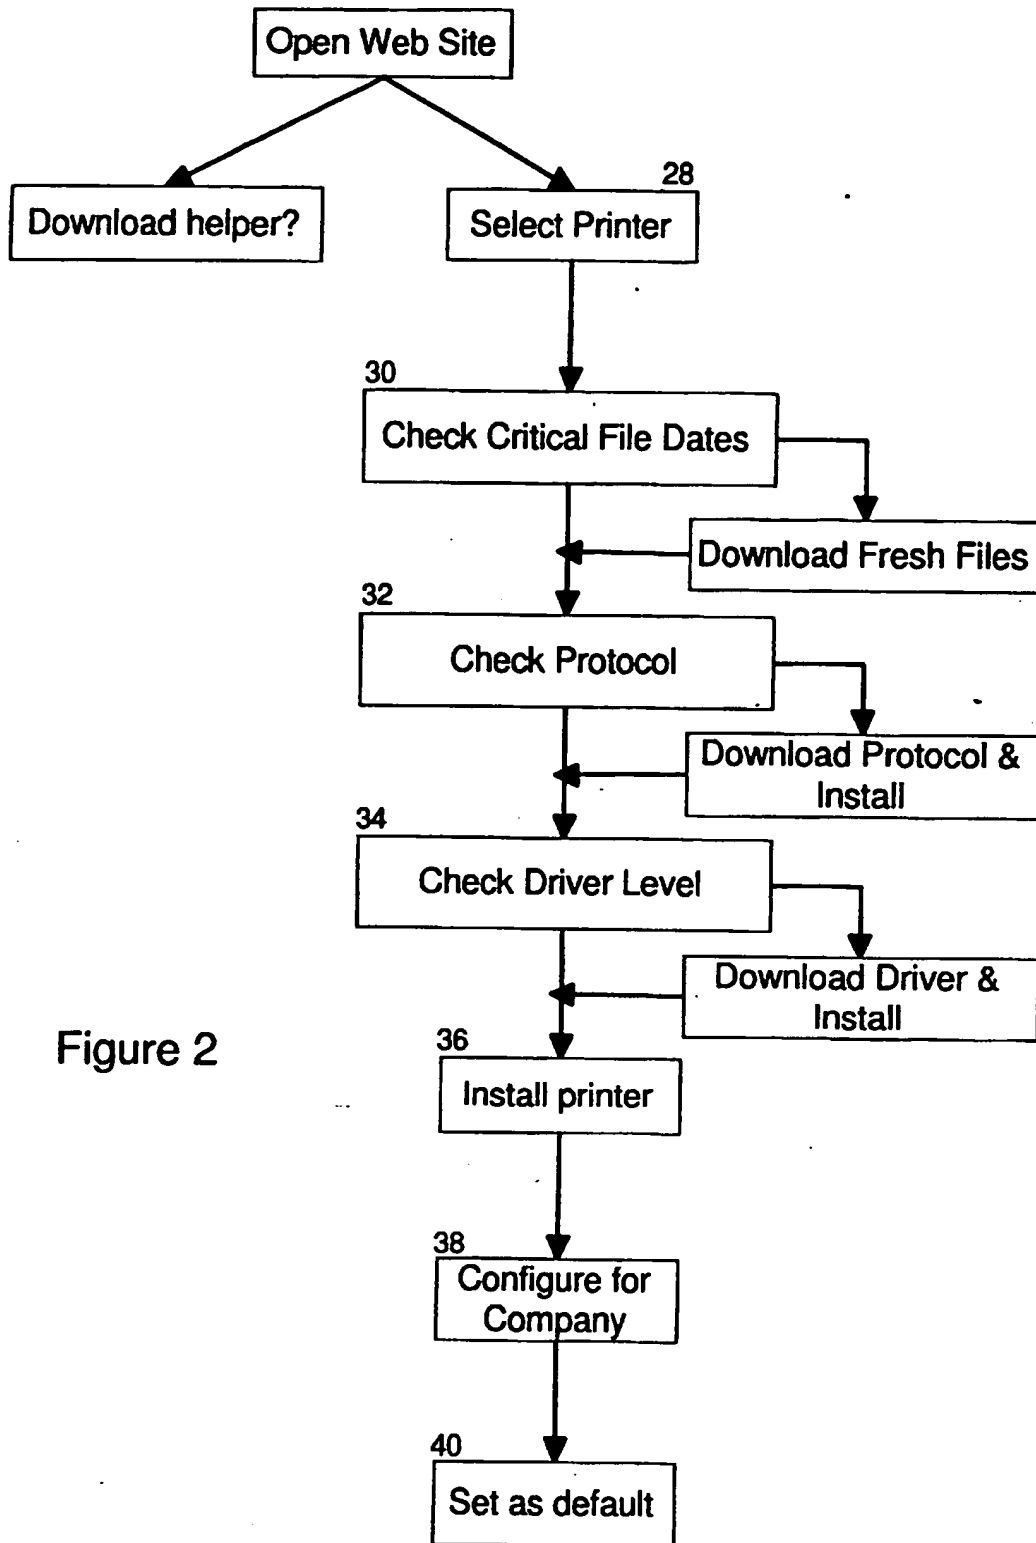 Open Web Site
Download helper?
28
Select Printer
30
Check Critical File Dates
Download Fresh Files
32
Check Protocol
Download Protocol &
Install
34
Check Driver Level
Download Driver &
Install
Figure 2
36
Install printer
38
Configure for
Company
40
Set as default